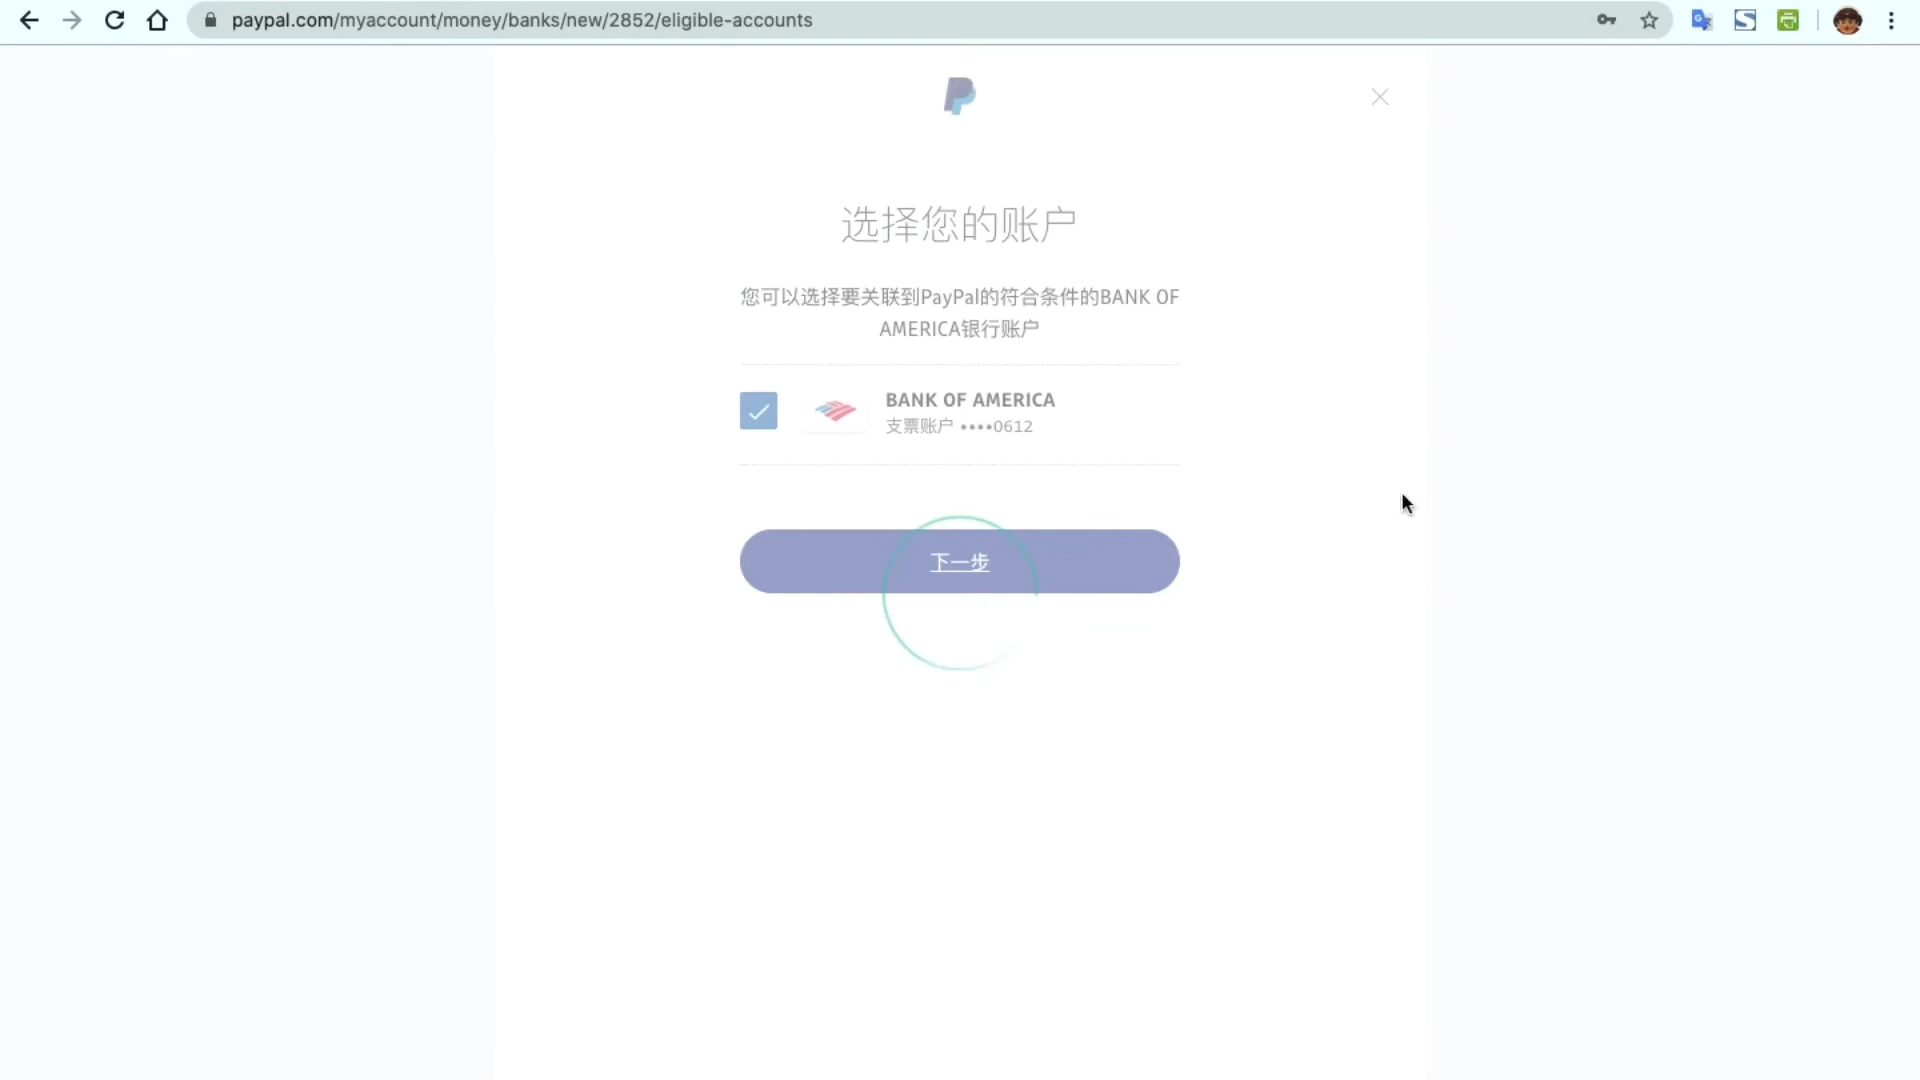 paypal.com/myaccount/money/banks/new/2852/eligible-accounts
选择您的账户
您可以选择要关联到PayPal的符合条件的BANK OF
AMERICA银行账户
BANK OF AMERICA
支票账户 ••••0612
下一步